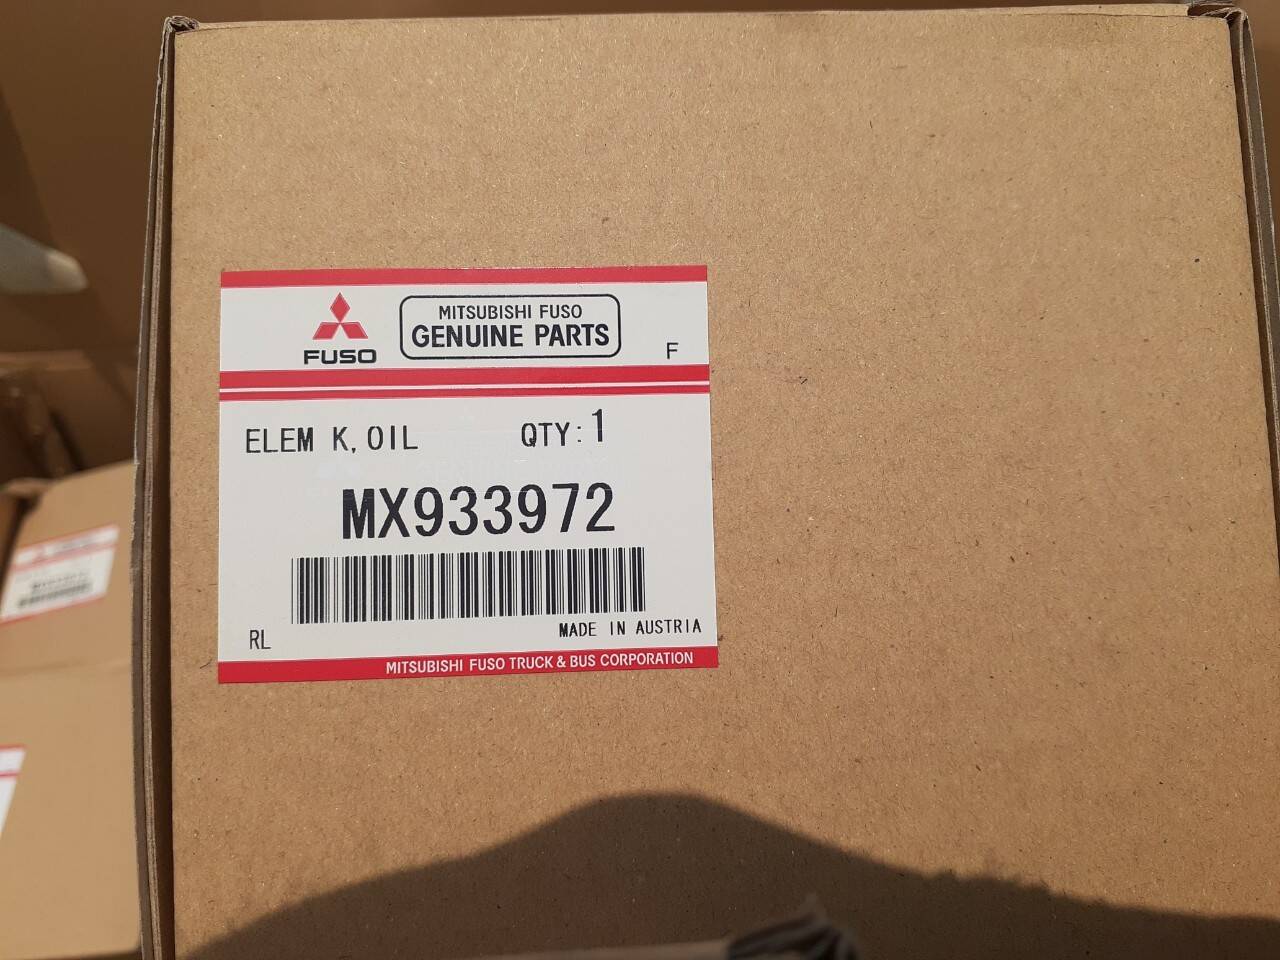 FUSO
MITSUBISHI FUSO
GENUINE PARTS
F
ELEM K,OIL QTY:1
MX933972
RL
MADE IN AUSTRIA
MITSUBISHI FUSO TRUCK & BUS CORPORATION